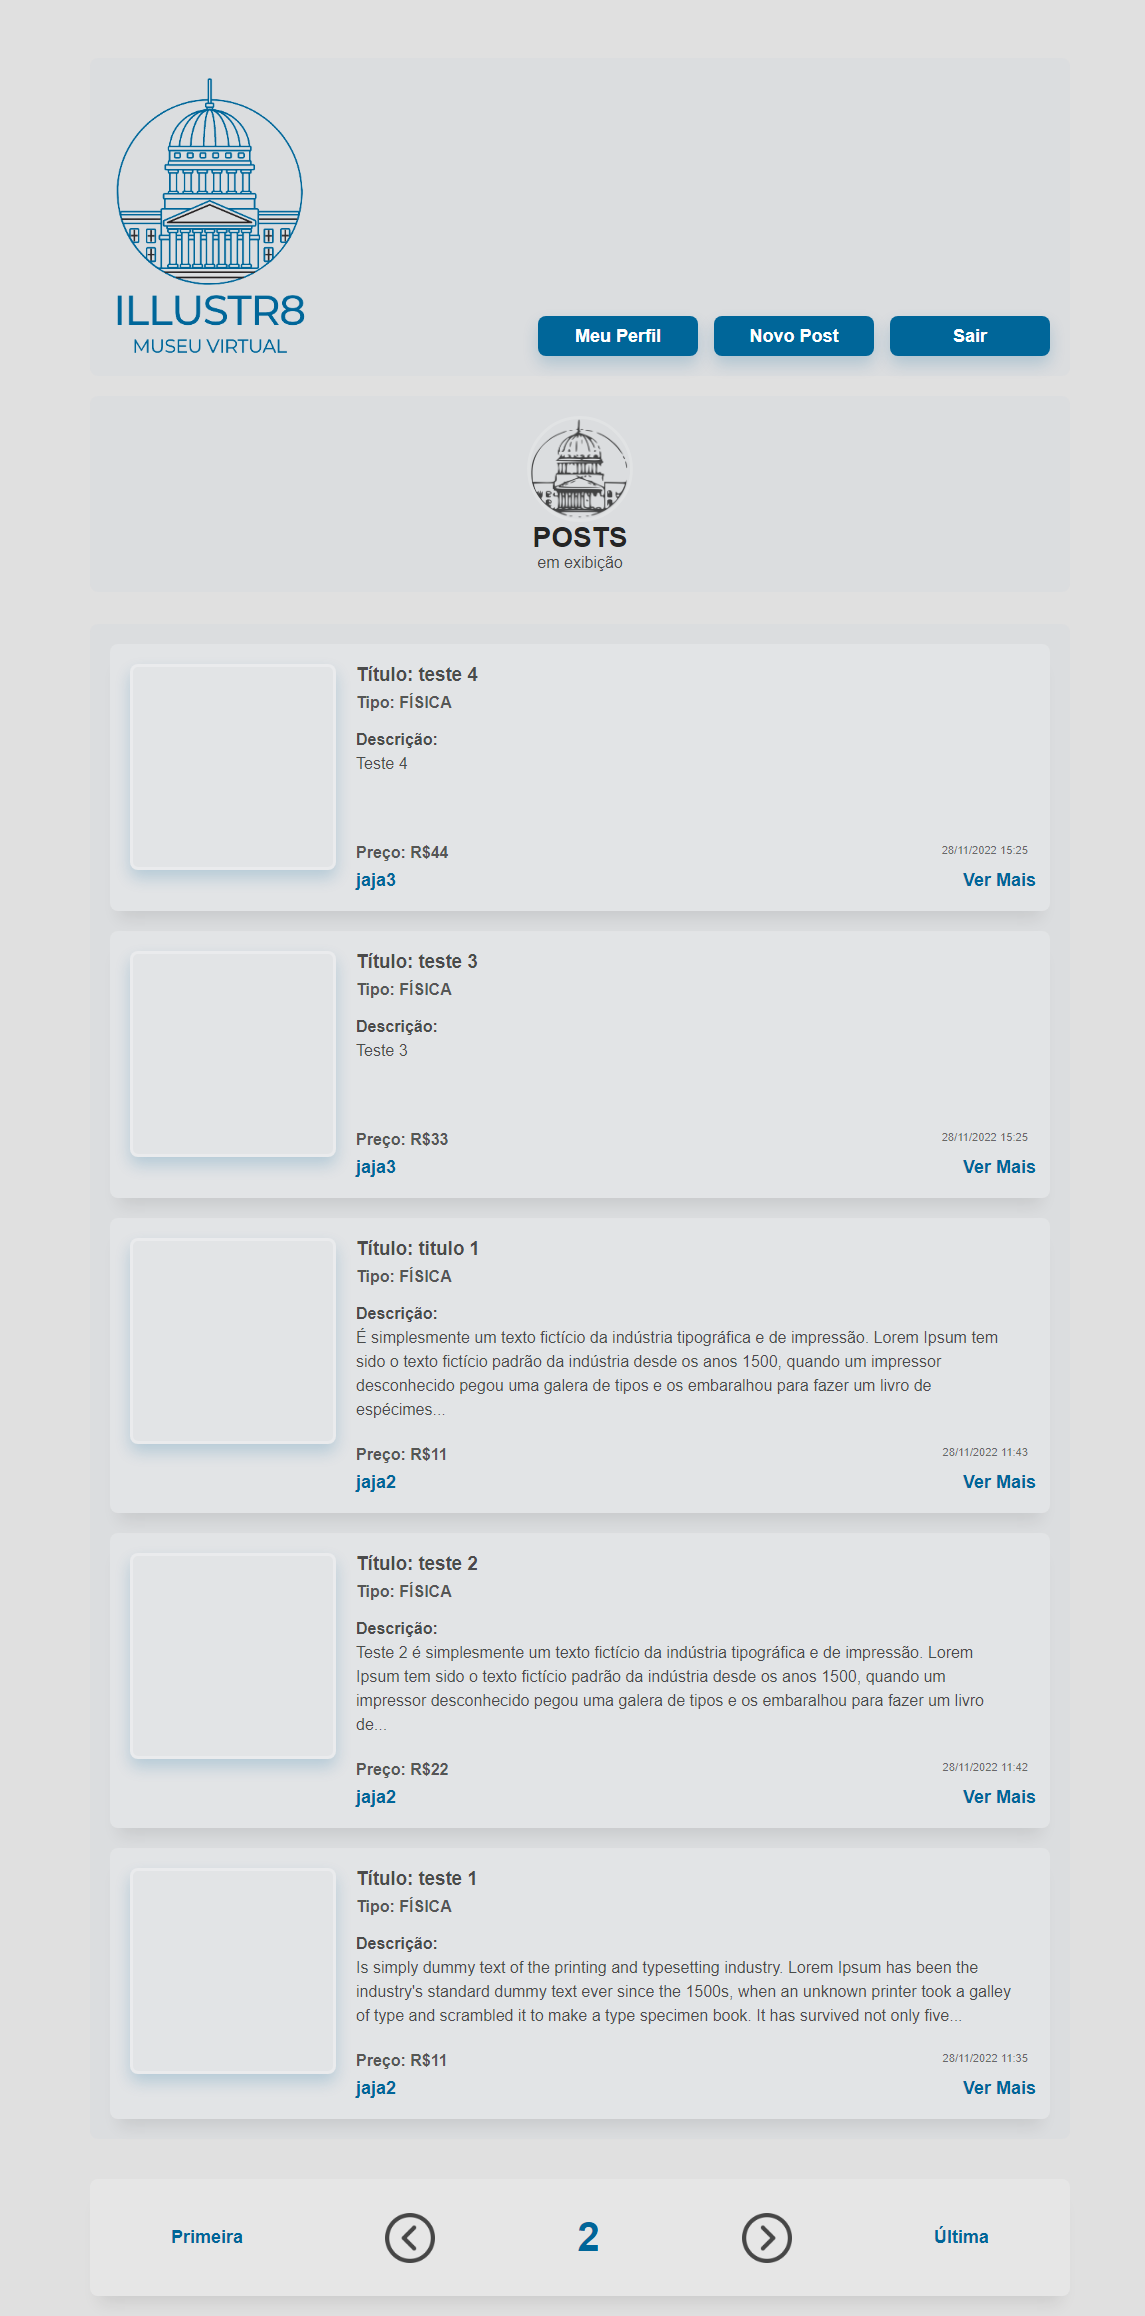 ILLUSTR8
MUSEU VIRTUAL
Meu Perfil
Novo Post
Sair
POSTS
em exibição
Título: teste 4
Tipo: FÍSICA
Descrição:
Teste 4
Preço: R$44
28/11/2022 15:25
jaja3
Ver Mais
Título: teste 3
Tipo: FÍSICA
Descrição:
Teste 3
Preço: R$33
28/11/2022 15:25
jaja3
Ver Mais
Título: titulo 1
Tipo: FÍSICA
Descrição:
É simplesmente um texto fictício da indústria tipográfica e de impressão. Lorem Ipsum tem
sido o texto fictício padrão da indústria desde os anos 1500, quando um impressor
desconhecido pegou uma galera de tipos e os embaralhou para fazer um livro de
espécimes...
Preço: R$11
28/11/2022 11:43
jaja2
Ver Mais
Título: teste 2
Tipo: FÍSICA
Descrição:
Teste 2 é simplesmente um texto fictício da indústria tipográfica e de impressão. Lorem
Ipsum tem sido o texto fictício padrão da indústria desde os anos 1500, quando um
impressor desconhecido pegou uma galera de tipos e os embaralhou para fazer um livro
de...
Preço: R$22
28/11/2022 11:42
jaja2
Ver Mais
Título: teste 1
Tipo: FÍSICA
Descrição:
Is simply dummy text of the printing and typesetting industry. Lorem Ipsum has been the
industry's standard dummy text ever since the 1500s, when an unknown printer took a galley
of type and scrambled it to make a type specimen book. It has survived not only five...
Preço: R$11
28/11/2022 11:35
jaja2
Ver Mais
Primeira
2
Última